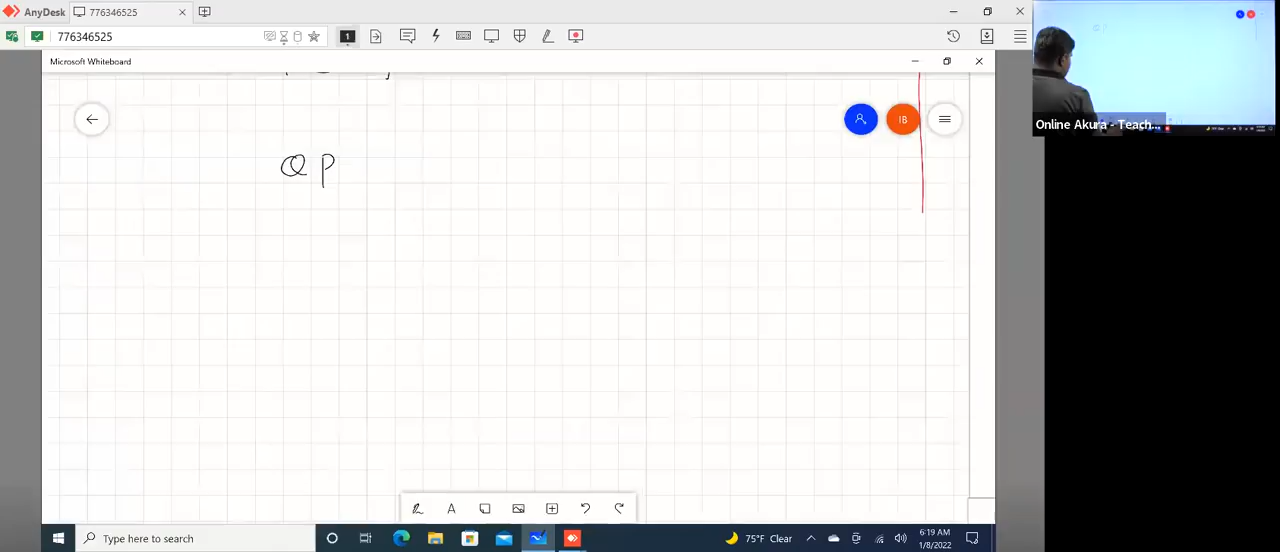 AnyDesk
776346525
776346525
1
Microsoft Whiteboard
IB
Q P
A
Type here to search
75°F Clear
6:19 AM
1/8/2022
Online Akura - Teach...